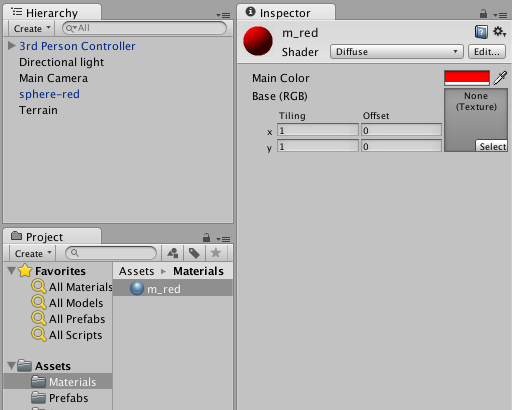 Hierarchy
Create
All
3rd Person Controller
Directional light
Main Camera
sphere-red
Terrain
Project
Create
Favorites
All Materials
All Models
All Prefabs
All Scripts
Assets
Materials
Prefabs
Assets ▸ Materials
m_red
Inspector
m_red
Shader Diffuse Edit...
Main Color
Base (RGB)
None
(Texture)
Tiling Offset
x 1 0
y 1 0
Select